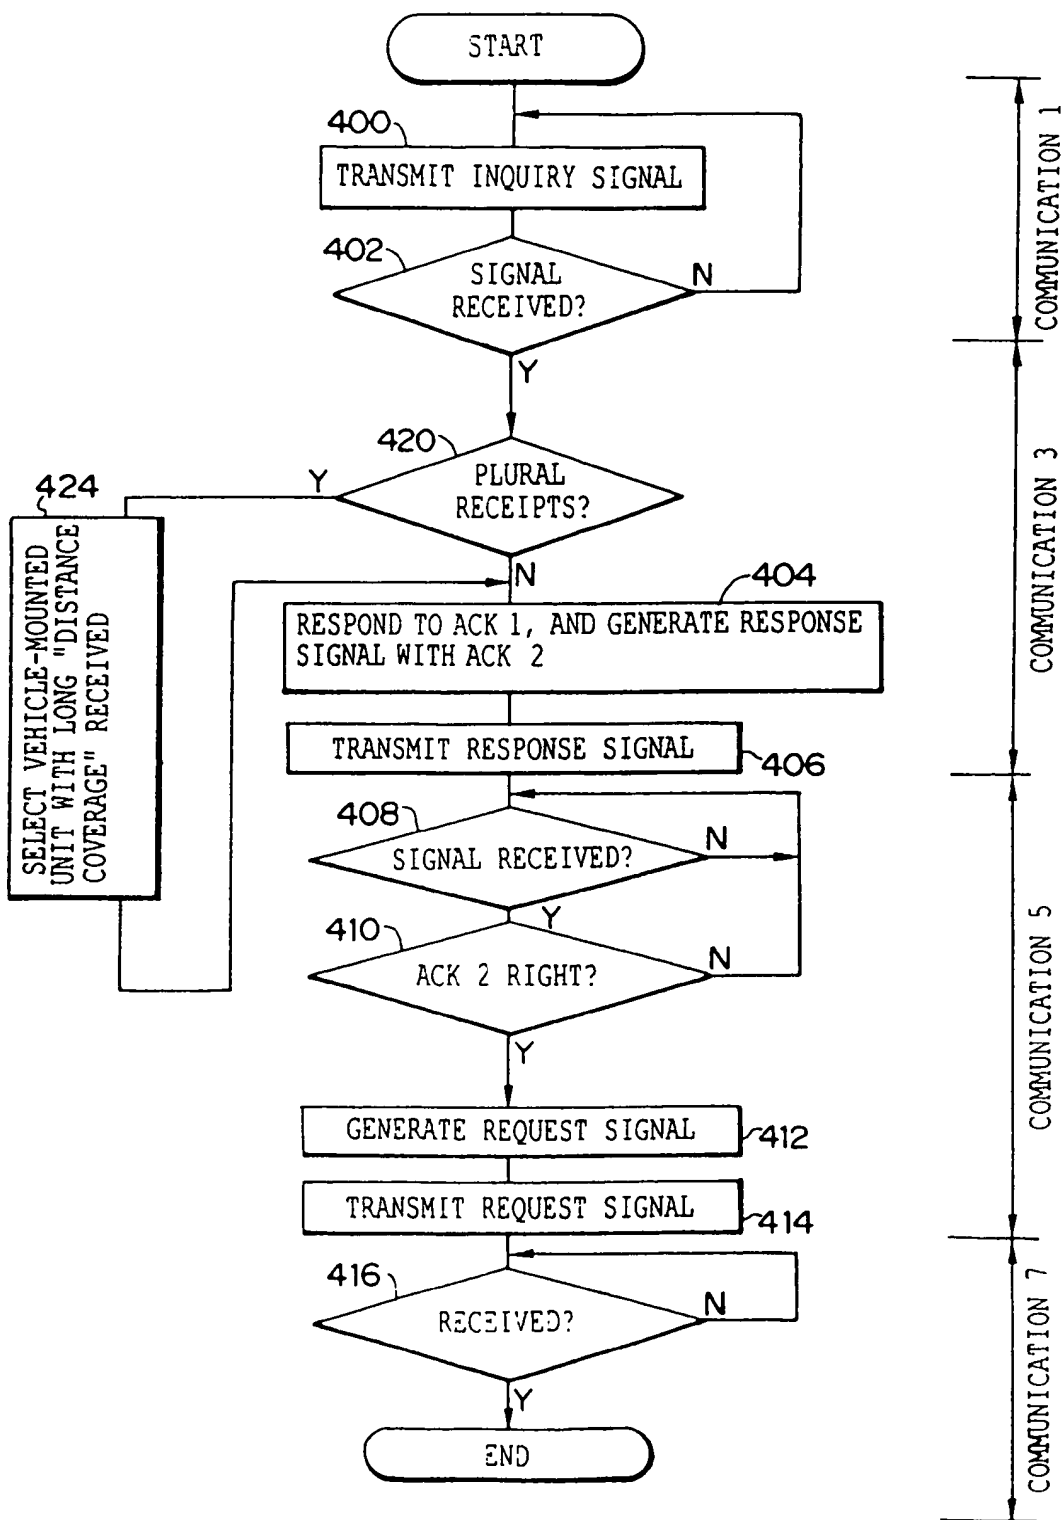 START
400
TRANSMIT INQUIRY SIGNAL
402
SIGNAL
RECEIVED?
N
Y
COMMUNICATION 1
420
PLURAL
RECEIPTS?
Y
N
424
SELECT VEHICLE-MOUNTED
UNIT WITH LONG "DISTANCE
COVERAGE" RECEIVED
404
RESPOND TO ACK 1, AND GENERATE RESPONSE
SIGNAL WITH ACK 2
TRANSMIT RESPONSE SIGNAL
406
COMMUNICATION 3
408
SIGNAL RECEIVED?
N
Y
410
ACK 2 RIGHT?
N
Y
GENERATE REQUEST SIGNAL
412
TRANSMIT REQUEST SIGNAL
414
COMMUNICATION 5
416
RECEIVED?
N
Y
END
COMMUNICATION 7